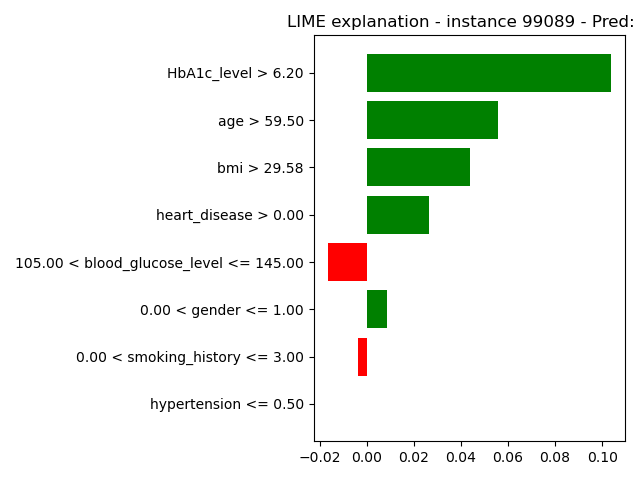 LIME explanation - instance 99089 - Pred:
HbA1c_level > 6.20
age > 59.50
bmi > 29.58
heart_disease > 0.00
105.00 < blood_glucose_level <= 145.00
0.00 < gender <= 1.00
0.00 < smoking_history <= 3.00
hypertension <= 0.50
−0.02 0.00 0.02 0.04 0.06 0.08 0.10